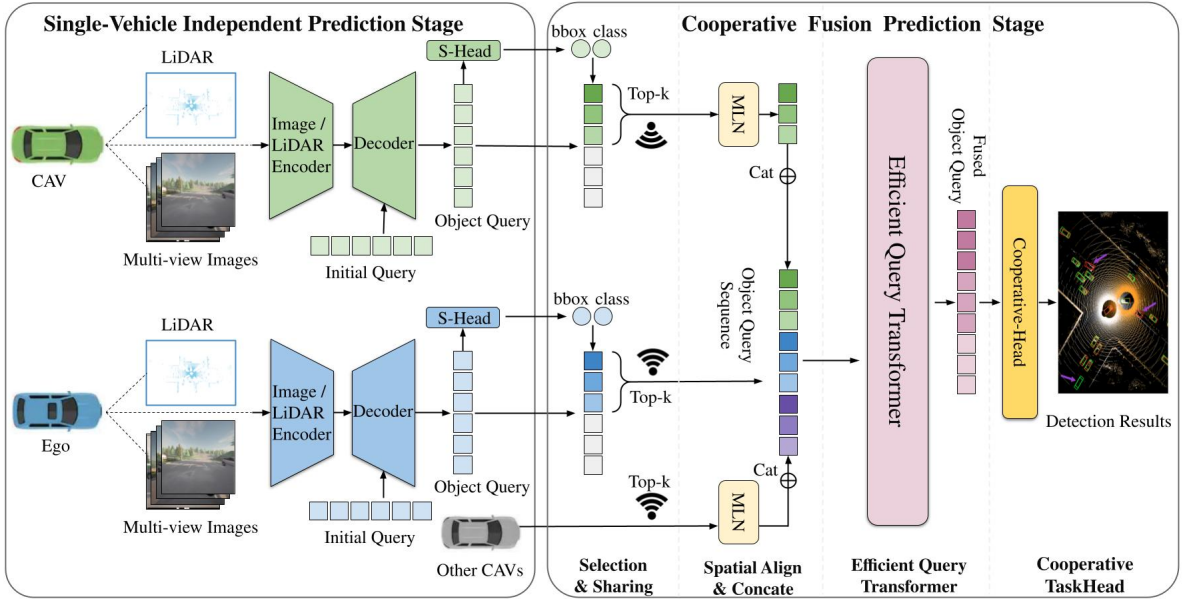 Single-Vehicle Independent Prediction Stage
LiDAR
CAV
Multi-view Images
Image /
LiDAR
Encoder
Decoder
Initial Query
S-Head
Object Query
LiDAR
Ego
Multi-view Images
Image /
LiDAR
Encoder
Decoder
Initial Query
S-Head
Object Query
Other CAVs
Cooperative Fusion Prediction Stage
bbox class
Top-k
MLN
Cat
bbox class
Top-k
Object Query
Sequence
Top-k
MLN
Cat
Efficient Query Transformer
Fused
Object Query
Cooperative-Head
Detection Results
Selection
& Sharing
Spatial Align
& Concate
Efficient Query
Transformer
Cooperative
TaskHead